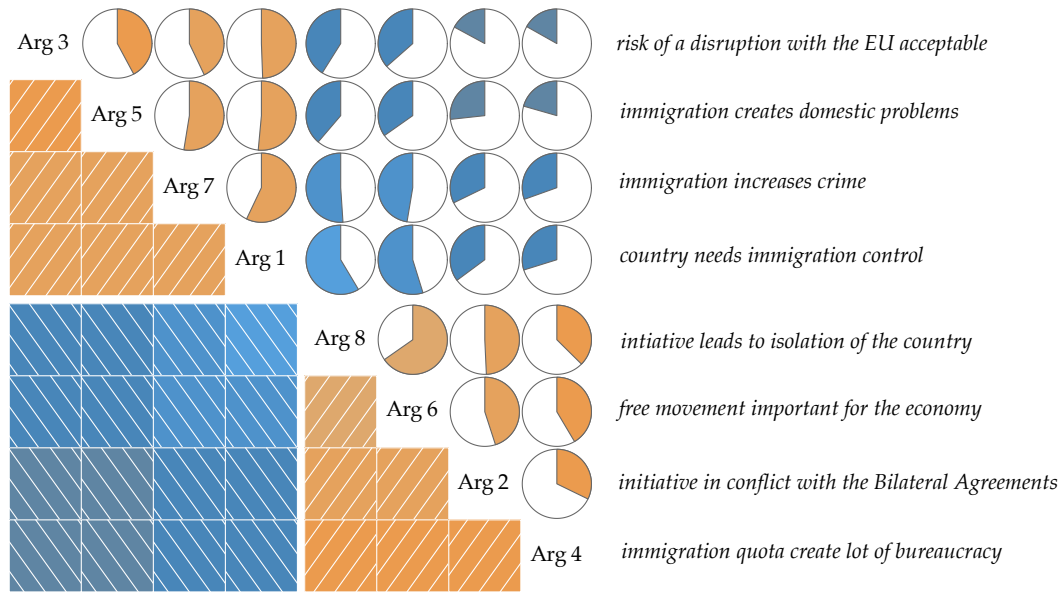 Arg 3 risk of a disruption with the EU acceptable
Arg 5 immigration creates domestic problems
Arg 7 immigration increases crime
Arg 1 country needs immigration control
Arg 8 intiative leads to isolation of the country
Arg 6 free movement important for the economy
Arg 2 initiative in conflict with the Bilateral Agreements
Arg 4 immigration quota create lot of bureaucracy